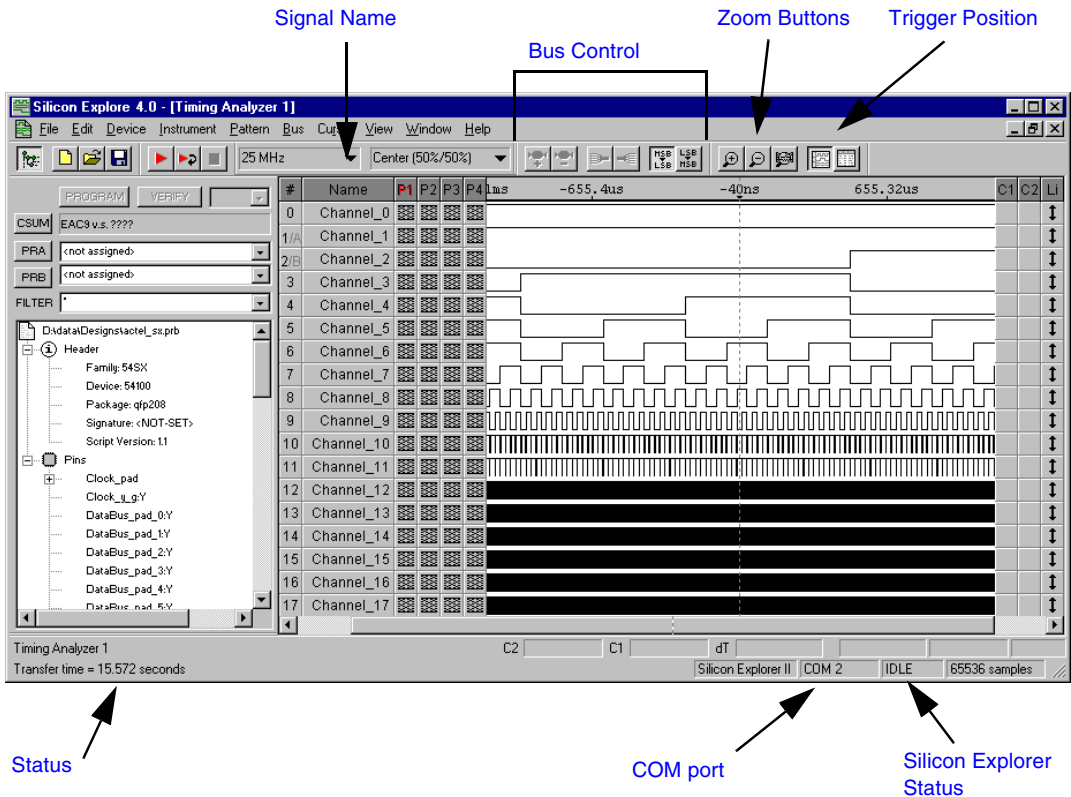 Signal Name
Zoom Buttons
Trigger Position
Bus Control
Silicon Explore 4.0 - [Timing Analyzer 1]
File Edit Device Instrument Pattern Bus Cu View Window Help
25 MHz
Center (50%/50%)
MSB LSB
LSB MSB
PROGRAM VERIFY
CSUM EAC9 v.s. ????
PRA <not assigned>
PRB <not assigned>
FILTER *
D:\data\Designs\actel_sx.prb
Header
Family: 54SX
Device: 54100
Package: qfp208
Signature: <NOT-SET>
Script Version: 1.1
Pins
Clock_pad
Clock_y_g:Y
DataBus_pad_0:Y
DataBus_pad_1:Y
DataBus_pad_2:Y
DataBus_pad_3:Y
DataBus_pad_4:Y
DataBus_pad_5:Y
# Name P1 P2 P3 P4 1ms -655.4us -40ns 655.32us C1 C2 Li
0 Channel_0
1/A Channel_1
2/B Channel_2
3 Channel_3
4 Channel_4
5 Channel_5
6 Channel_6
7 Channel_7
8 Channel_8
9 Channel_9
10 Channel_10
11 Channel_11
12 Channel_12
13 Channel_13
14 Channel_14
15 Channel_15
16 Channel_16
17 Channel_17
Timing Analyzer 1
C2 C1 dT
Transfer time = 15.572 seconds
Silicon Explorer II COM 2 IDLE 65536 samples
Status
COM port
Silicon Explorer
Status